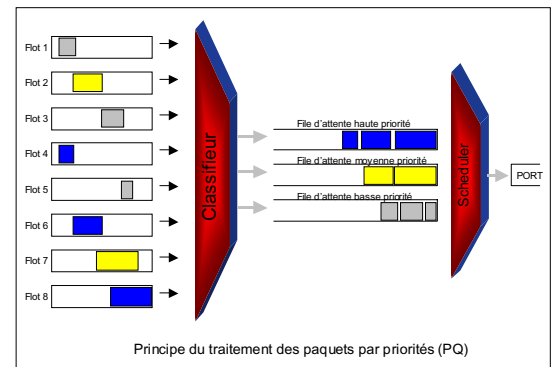 Flot 1
Flot 2
Flot 3
Flot 4
Flot 5
Flot 6
Flot 7
Flot 8
Classifieur
File d'attente haute priorité
File d'attente moyenne priorité
File d'attente basse priorité
Scheduler
PORT
Principe du traitement des paquets par priorités (PQ)